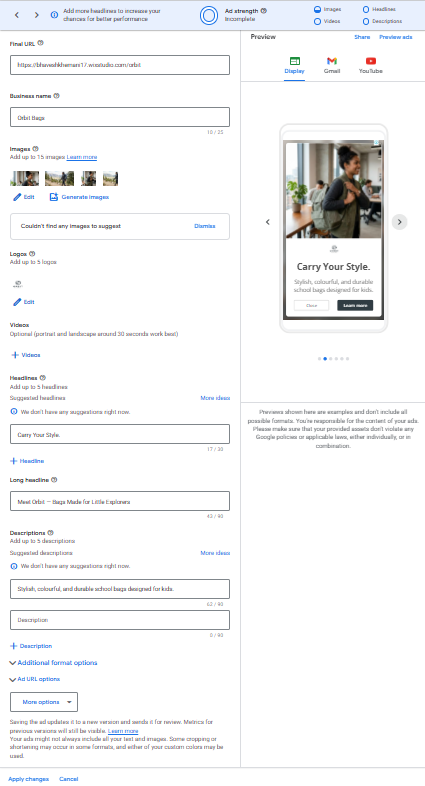 Add more headlines to increase your
chances for better performance
Ad strength
Incomplete
Images
Headlines
Videos
Descriptions
Final URL
Business name
Orbit Bags
10 / 25
Images
Add up to 15 images Learn more
Edit
Generate images
Couldn't find any images to suggest
Dismiss
Logos
Add up to 5 logos
Edit
Videos
Optional (portrait and landscape around 30 seconds work best)
Videos
Headlines
Add up to 5 headlines
Suggested headlines
More ideas
We don't have any suggestions right now.
Carry Your Style.
17 / 30
Headline
Long headline
Meet Orbit — Bags Made for Little Explorers
43 / 90
Descriptions
Add up to 5 descriptions
Suggested descriptions
More ideas
We don't have any suggestions right now.
Stylish, colourful, and durable school bags designed for kids.
62 / 90
Description
0 / 90
Description
Additional format options
Ad URL options
More options
Saving the ad updates it to a new version and sends it for review. Metrics for
previous versions will still be visible. Learn more
Your ads might not always include all your text and images. Some cropping or
shortening may occur in some formats, and either of your custom colors may be
used.
Apply changes
Cancel
Preview
Share
Preview ads
Display
Gmail
YouTube
Carry Your Style.
Stylish, colourful, and durable
school bags designed for kids.
Close
Learn more
Previews shown here are examples and don't include all
possible formats. You're responsible for the content of your ads.
Please make sure that your provided assets don't violate any
Google policies or applicable laws, either individually, or in
combination.